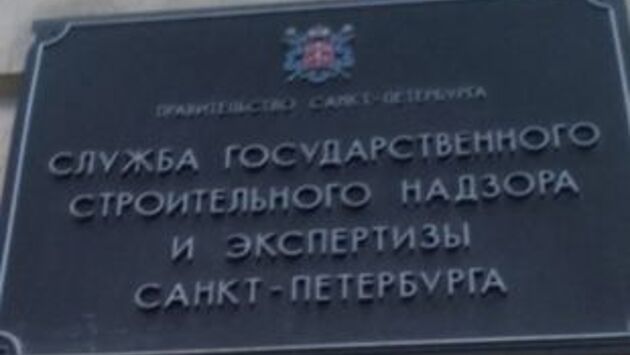 ПРАВИТЕЛЬСТВО САНКТ-ПЕТЕРБУРГА
СЛУЖБА ГОСУДАРСТВЕННОГО
СТРОИТЕЛЬНОГО НАДЗОРА
И ЭКСПЕРТИЗЫ
САНКТ-ПЕТЕРБУРГА